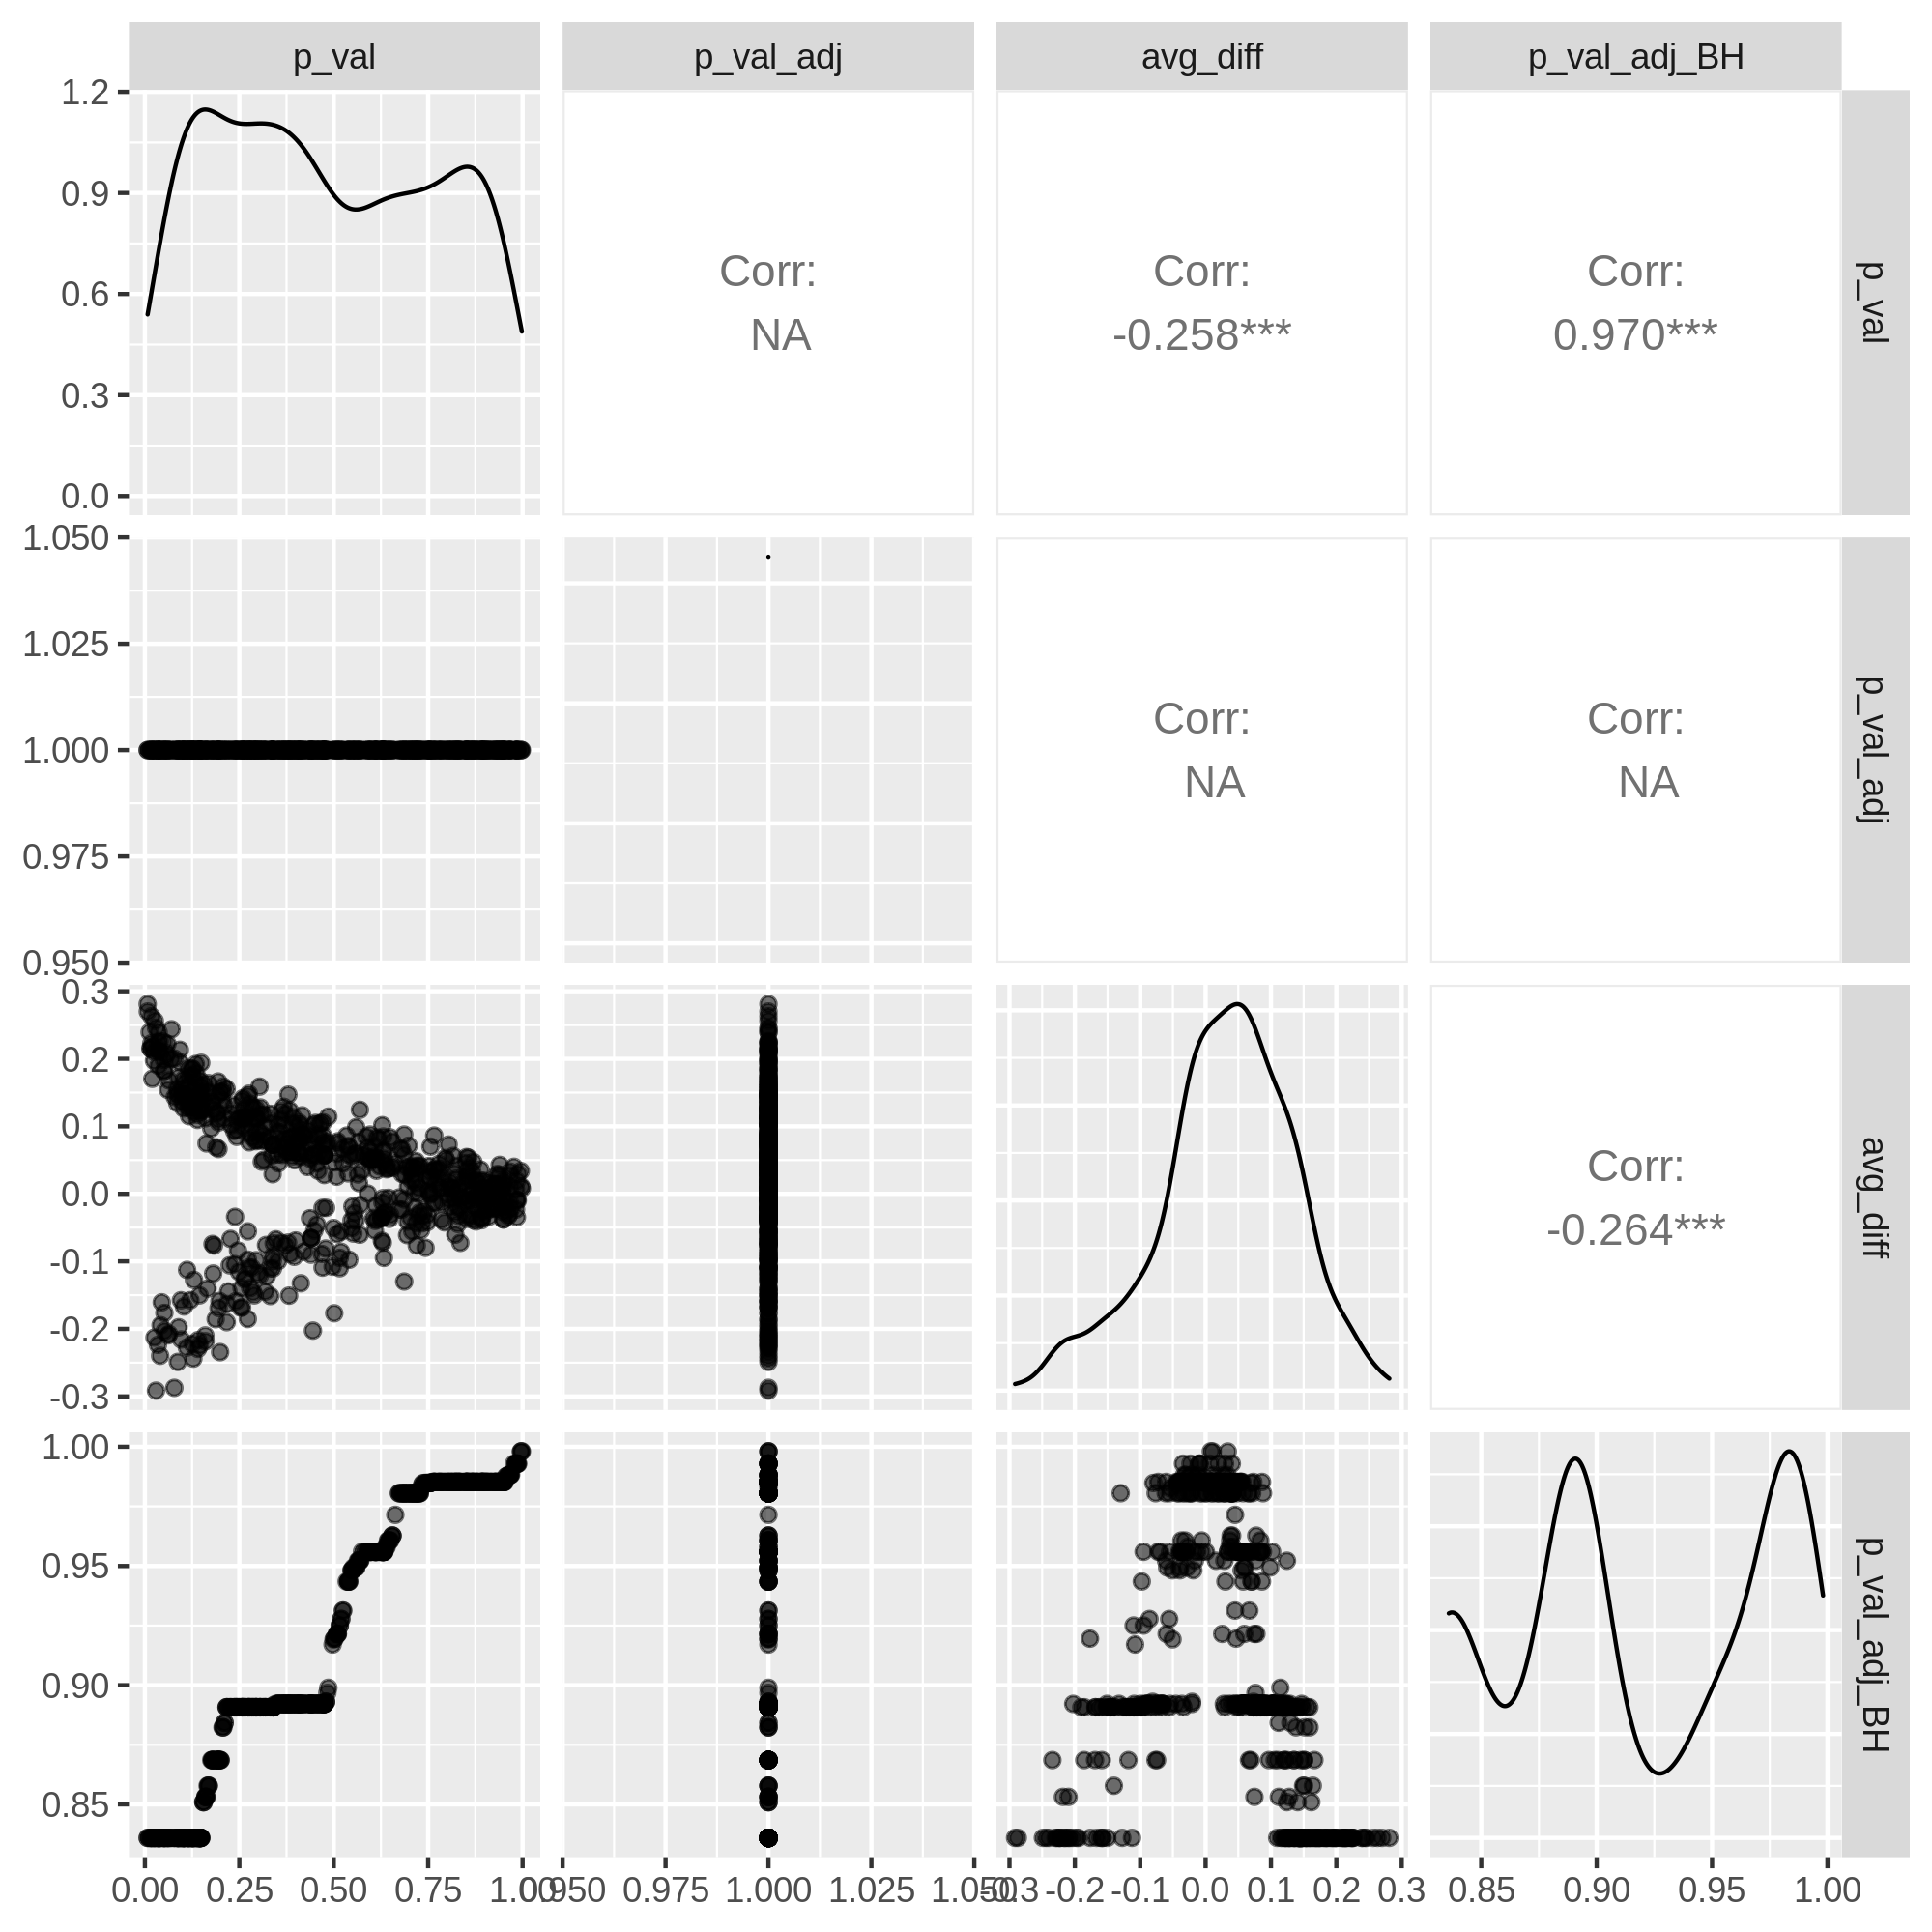 p_val
p_val_adj
avg_diff
p_val_adj_BH
1.2
0.9
0.6
0.3
0.0
Corr:
NA
Corr:
-0.258***
Corr:
0.970***
p_val
1.050
1.025
1.000
0.975
0.950
Corr:
NA
Corr:
NA
p_val_adj
0.3
0.2
0.1
0.0
-0.1
-0.2
-0.3
Corr:
-0.264***
avg_diff
1.00
0.95
0.90
0.85
p_val_adj_BH
0.00 0.25 0.50 0.75 1.00
0.950 0.975 1.000 1.025 1.050
-0.3 -0.2 -0.1 0.0 0.1 0.2 0.3
0.85 0.90 0.95 1.00